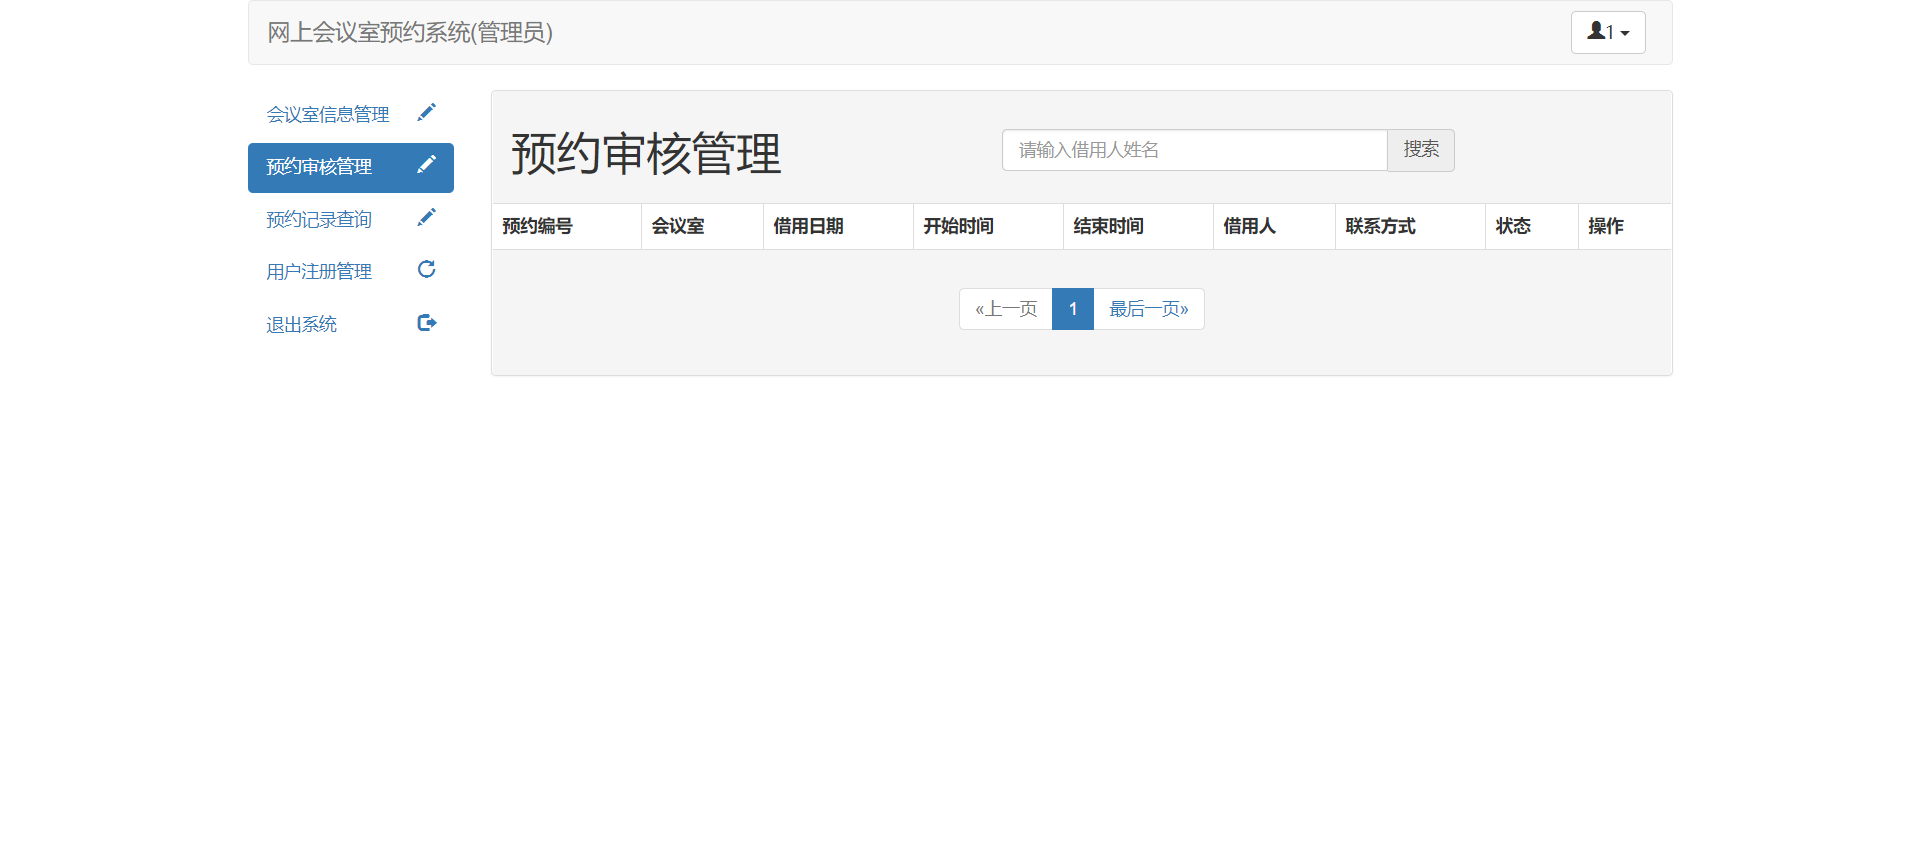 网上会议室预约系统(管理员)
1
会议室信息管理
预约审核管理
预约记录查询
用户注册管理
退出系统
预约审核管理
请输入借用人姓名 搜索
预约编号 会议室 借用日期 开始时间 结束时间 借用人 联系方式 状态 操作
«上一页 1 最后一页»